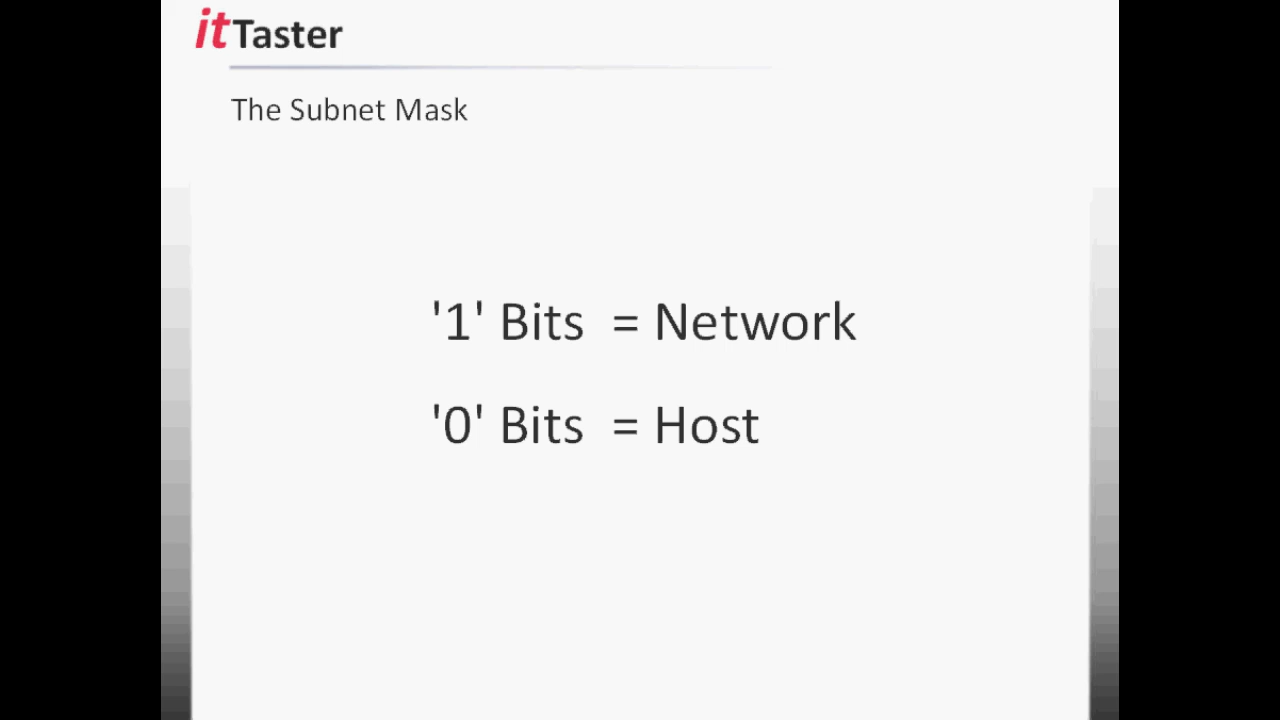 itTaster
The Subnet Mask
'1' Bits = Network
'0' Bits = Host